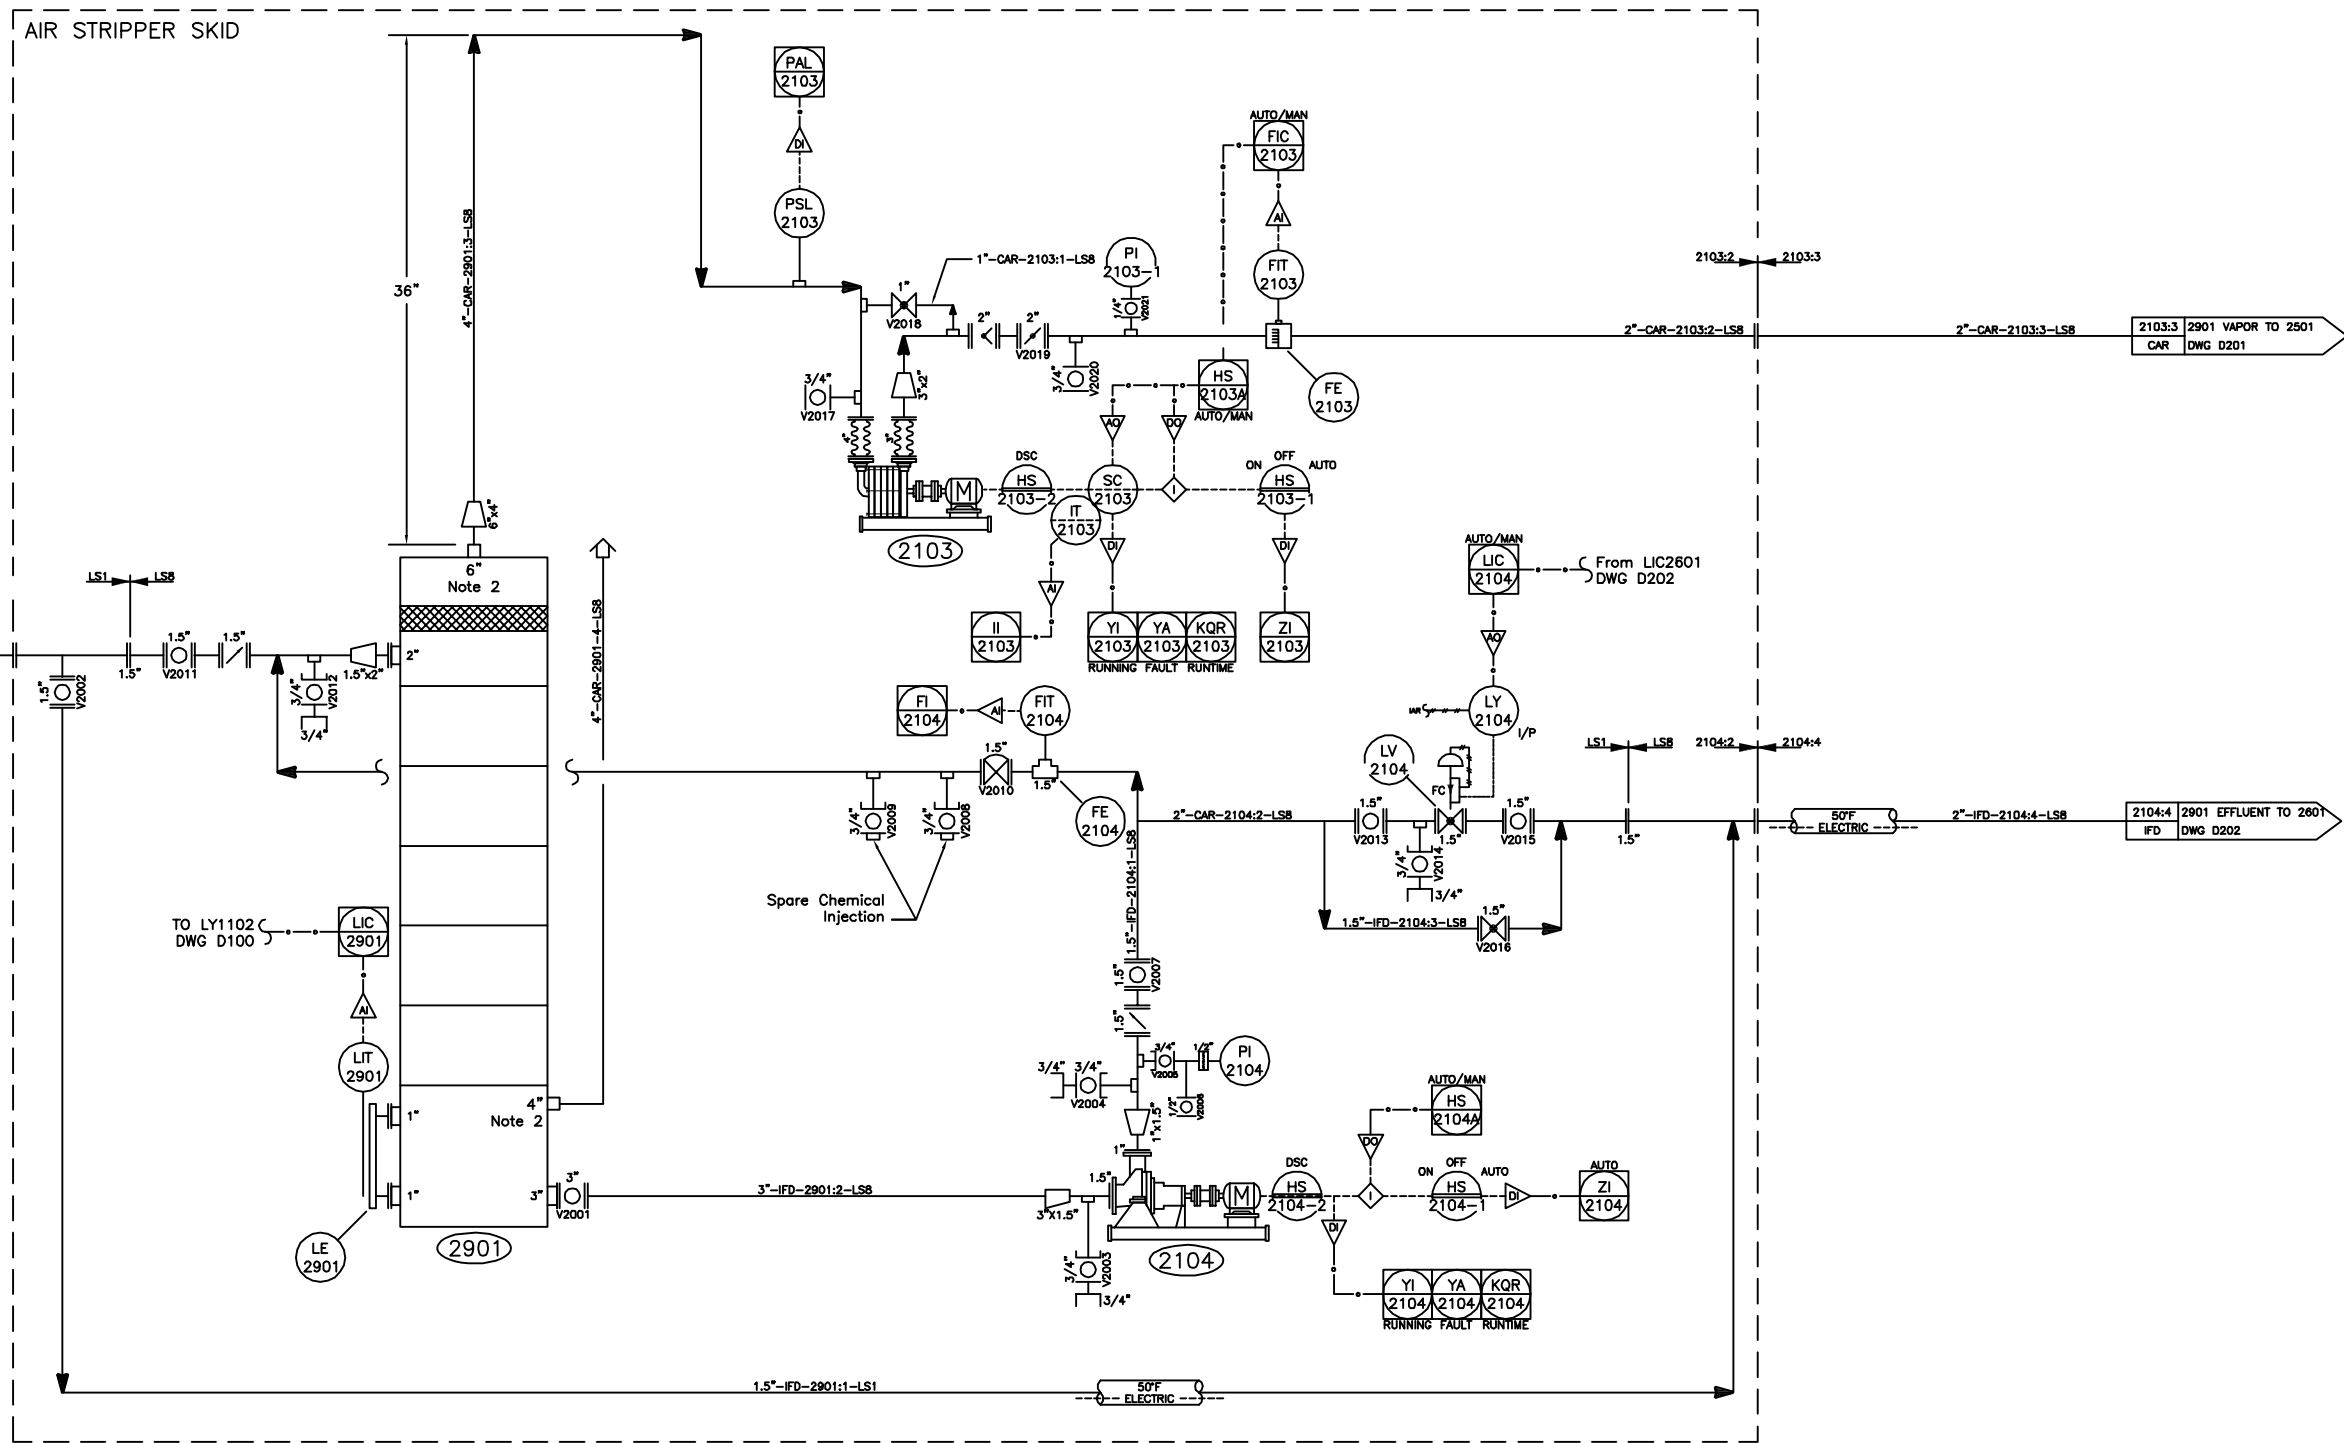 AIR STRIPPER SKID
36"
4"-CAR-2901:3-LS8
6"x4"
6"
Note 2
PAL
2103
DI
PSL
2103
1"-CAR-2103:1-LS8
1"
V2018
2"
2"
V2019
3/4"
V2017
3"x2"
4"
3"
3/4"
V2020
PI
2103-1
1/4"
V2021
AUTO/MAN
FIC
2103
AI
FIT
2103
FE
2103
2"-CAR-2103:2-LS8
2103:2
2103:3
2"-CAR-2103:3-LS8
2103:3
CAR
2901 VAPOR TO 2501
DWG D201
HS
2103A
AUTO/MAN
AO
DO
M
2103
DSC
HS
2103-2
SC
2103
I
ON
OFF
AUTO
HS
2103-1
IT
2103
AI
DI
DI
II
2103
YI
2103
YA
2103
KQR
2103
RUNNING
FAULT
RUNTIME
ZI
2103
LS1
LS8
1.5"
V2002
1.5"
1.5"
V2011
1.5"
3/4"
V2012
3/4"
1.5"x2"
2"
4"-CAR-2901-4-LS8
FI
2104
AI
FIT
2104
1.5"
V2010
1.5"
FE
2104
3/4"
V2009
3/4"
V2008
Spare Chemical
Injection
AUTO/MAN
LIC
2104
From LIC2601
DWG D202
AO
LY
2104
I/P
IAR
LV
2104
FC
2"-CAR-2104:2-LS8
1.5"
V2013
1.5"
1.5"
V2015
3/4"
V2014
3/4"
1.5"-IFD-2104:3-LS8
1.5"
V2016
LS1
LS8
1.5"
2104:2
2104:4
50°F
ELECTRIC
2"-IFD-2104:4-LS8
2104:4
IFD
2901 EFFLUENT TO 2601
DWG D202
TO LY1102
DWG D100
LIC
2901
AI
LIT
2901
LE
2901
1"
1"
4"
Note 2
3"
3"
V2001
2901
3"-IFD-2901:2-LS8
3"x1.5"
3/4"
V2003
3/4"
1.5"-IFD-2104:1-LS8
1.5"
V2007
1.5"
3/4"
3/4"
V2004
3/4"
V2005
1/2"
PI
2104
1/2"
V2006
1"x1.5"
1"
1.5"
M
2104
DSC
HS
2104-2
I
DO
AUTO/MAN
HS
2104A
ON
OFF
AUTO
HS
2104-1
DI
AUTO
ZI
2104
DI
YI
2104
YA
2104
KQR
2104
RUNNING
FAULT
RUNTIME
1.5"-IFD-2901:1-LS1
50°F
ELECTRIC